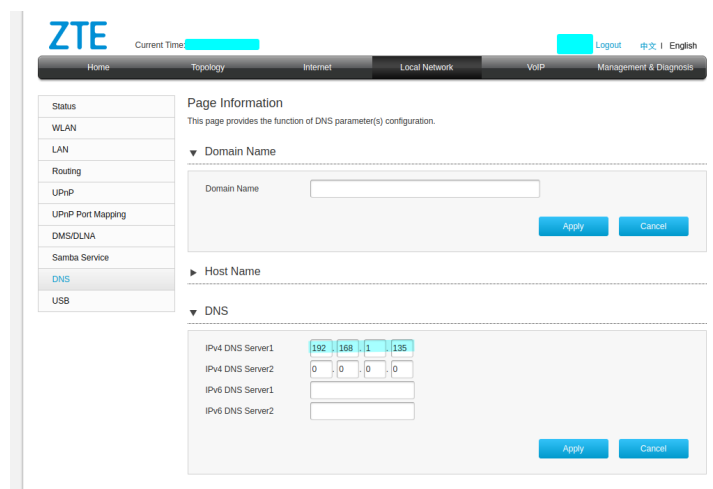 ZTE
Current Time:
Logout 中文 | English
Home Topology Internet Local Network VoIP Management & Diagnosis
Status
WLAN
LAN
Routing
UPnP
UPnP Port Mapping
DMS/DLNA
Samba Service
DNS
USB
Page Information
This page provides the function of DNS parameter(s) configuration.
▼ Domain Name
Domain Name
Apply Cancel
▶ Host Name
▼ DNS
IPv4 DNS Server1 192 . 168 . 1 . 135
IPv4 DNS Server2 0 . 0 . 0 . 0
IPv6 DNS Server1
IPv6 DNS Server2
Apply Cancel